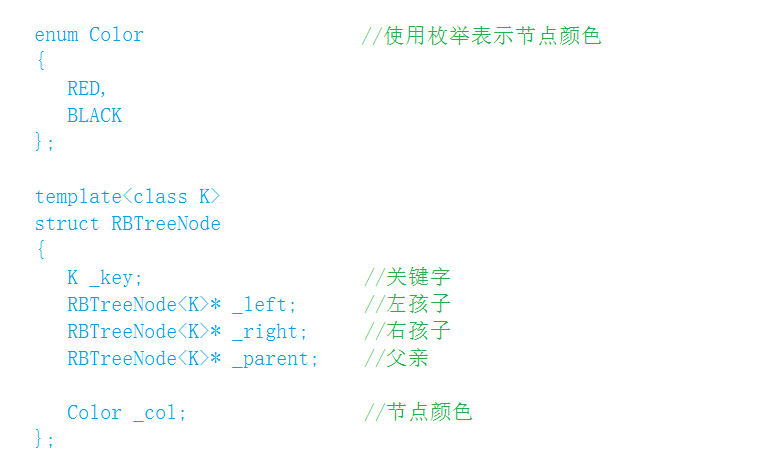 enum Color //使用枚举表示节点颜色
{
RED,
BLACK
};
template<class K>
struct RBTreeNode
{
K _key; //关键字
RBTreeNode<K>* _left; //左孩子
RBTreeNode<K>* _right; //右孩子
RBTreeNode<K>* _parent; //父亲
Color _col; //节点颜色
};